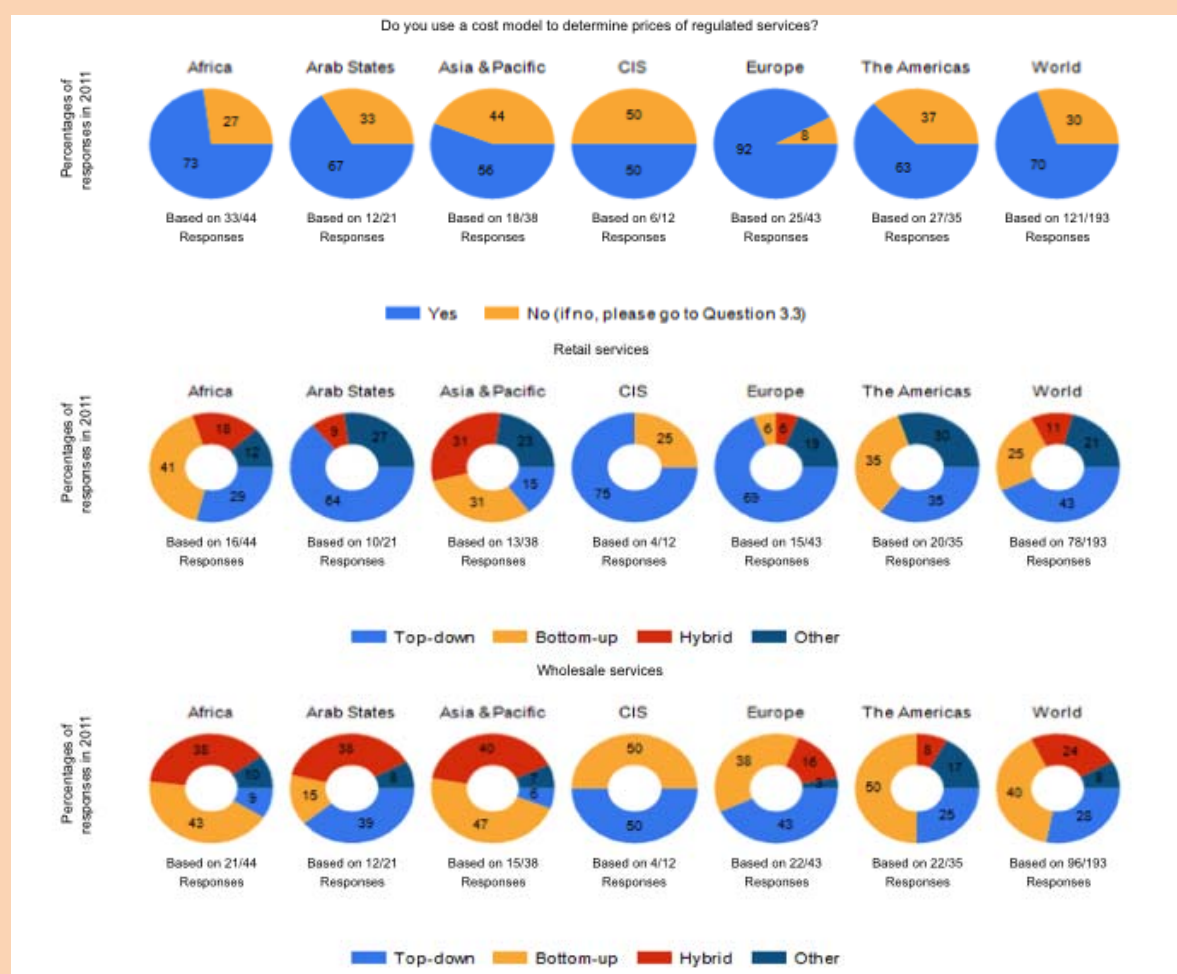 Do you use a cost model to determine prices of regulated services?
Percentages of
responses in 2011
Africa Arab States Asia & Pacific CIS Europe The Americas World
27 73 33 67 44 56 50 50 8 92 37 63 30 70
Based on 33/44 Based on 12/21 Based on 18/38 Based on 6/12 Based on 25/43 Based on 27/35 Based on 121/193
Responses Responses Responses Responses Responses Responses Responses
Yes No (if no, please go to Question 3.3)
Retail services
Percentages of
responses in 2011
Africa Arab States Asia & Pacific CIS Europe The Americas World
18 12 41 29 9 27 64 31 23 15 31 25 75 6 6 19 69 30 35 35 11 21 25 43
Based on 16/44 Based on 10/21 Based on 13/38 Based on 4/12 Based on 15/43 Based on 20/35 Based on 78/193
Responses Responses Responses Responses Responses Responses Responses
Top-down Bottom-up Hybrid Other
Wholesale services
Percentages of
responses in 2011
Africa Arab States Asia & Pacific CIS Europe The Americas World
38 10 9 43 38 8 15 39 40 7 6 47 50 50 38 16 3 43 8 17 50 25 24 40 28
Based on 21/44 Based on 12/21 Based on 15/38 Based on 4/12 Based on 22/43 Based on 22/35 Based on 96/193
Responses Responses Responses Responses Responses Responses Responses
Top-down Bottom-up Hybrid Other